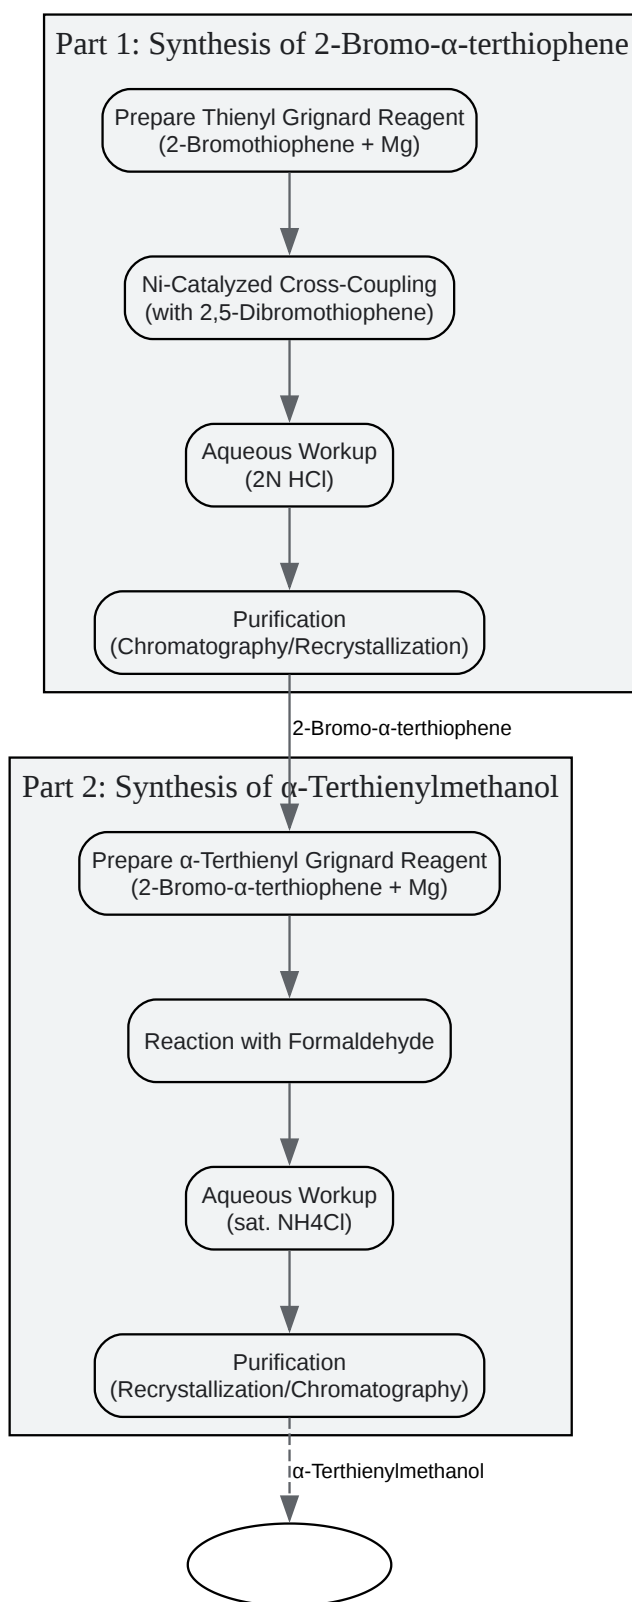 Part 1: Synthesis of 2-Bromo-α-terthiophene
Prepare Thienyl Grignard Reagent
(2-Bromothiophene + Mg)
Ni-Catalyzed Cross-Coupling
(with 2,5-Dibromothiophene)
Aqueous Workup
(2N HCl)
Purification
(Chromatography/Recrystallization)
2-Bromo-α-terthiophene
Part 2: Synthesis of α-Terthienylmethanol
Prepare α-Terthienyl Grignard Reagent
(2-Bromo-α-terthiophene + Mg)
Reaction with Formaldehyde
Aqueous Workup
(sat. NH4Cl)
Purification
(Recrystallization/Chromatography)
α-Terthienylmethanol